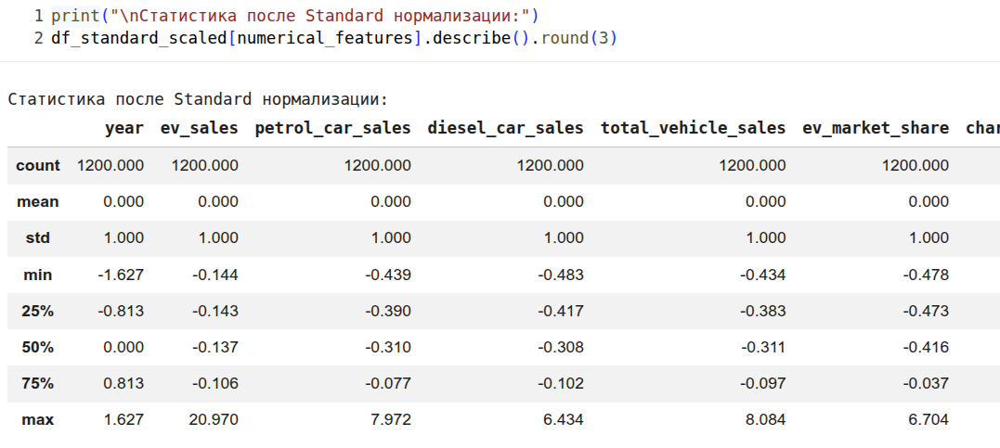 1 print("\nСтатистика после Standard нормализации:")
2 df_standard_scaled[numerical_features].describe().round(3)
Статистика после Standard нормализации:
year ev_sales petrol_car_sales diesel_car_sales total_vehicle_sales ev_market_share
count 1200.000 1200.000 1200.000 1200.000 1200.000 1200.000
mean 0.000 0.000 0.000 0.000 0.000 0.000
std 1.000 1.000 1.000 1.000 1.000 1.000
min -1.627 -0.144 -0.439 -0.483 -0.434 -0.478
25% -0.813 -0.143 -0.390 -0.417 -0.383 -0.473
50% 0.000 -0.137 -0.310 -0.308 -0.311 -0.416
75% 0.813 -0.106 -0.077 -0.102 -0.097 -0.037
max 1.627 20.970 7.972 6.434 8.084 6.704